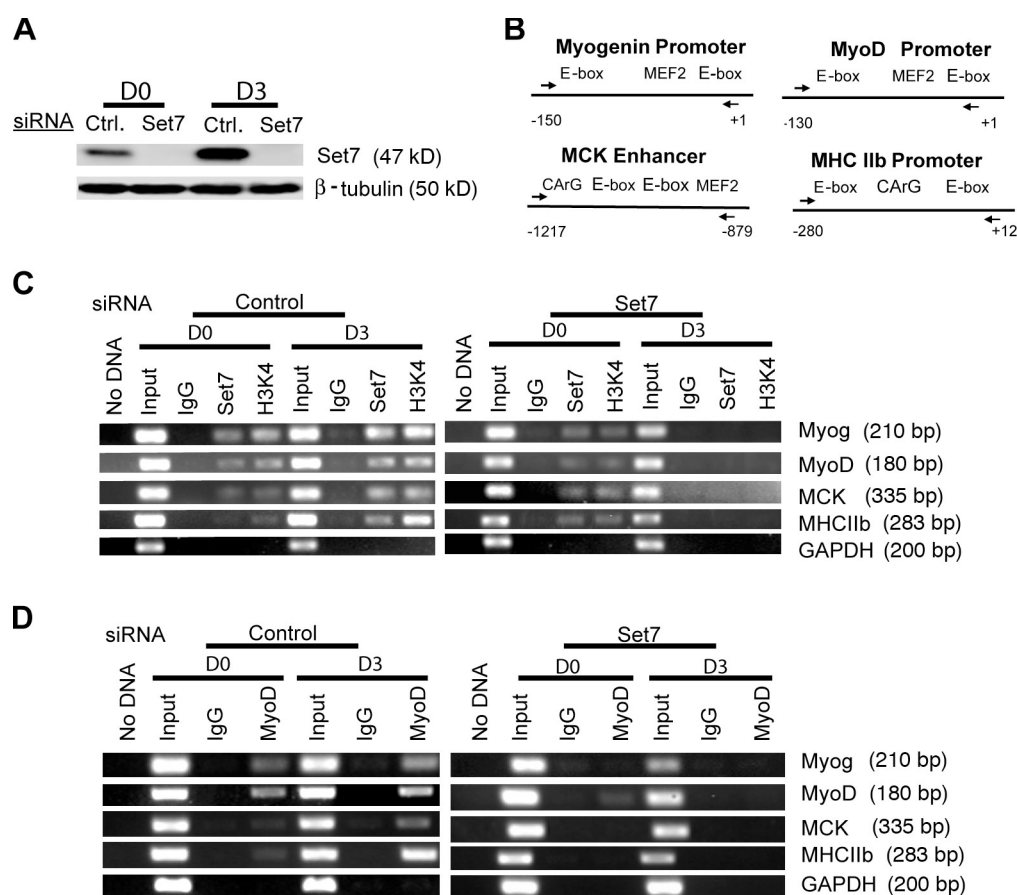 A
D0 D3
siRNA Ctrl. Set7 Ctrl. Set7
Set7 (47 kD)
β-tubulin (50 kD)
B
Myogenin Promoter
E-box MEF2 E-box
-150 +1
MyoD Promoter
E-box MEF2 E-box
-130 +1
MCK Enhancer
CArG E-box E-box MEF2
-1217 -879
MHC IIb Promoter
E-box CArG E-box
-280 +12
C
siRNA Control Set7
D0 D3 D0 D3
No DNA Input IgG Set7 H3K4 Input IgG Set7 H3K4 No DNA Input IgG Set7 H3K4 Input IgG Set7 H3K4
Myog (210 bp)
MyoD (180 bp)
MCK (335 bp)
MHCIIb (283 bp)
GAPDH (200 bp)
D
siRNA Control Set7
D0 D3 D0 D3
No DNA Input IgG MyoD Input IgG MyoD No DNA Input IgG MyoD Input IgG MyoD
Myog (210 bp)
MyoD (180 bp)
MCK (335 bp)
MHCIIb (283 bp)
GAPDH (200 bp)